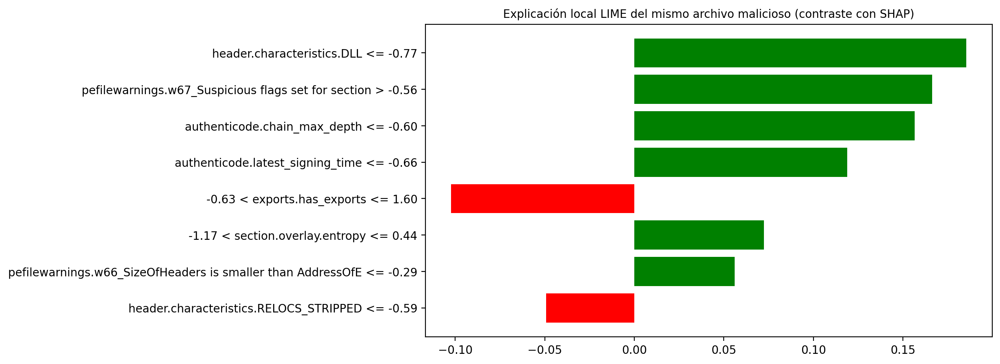 Explicación local LIME del mismo archivo malicioso (contraste con SHAP)
header.characteristics.DLL <= -0.77
pefilewarnings.w67_Suspicious flags set for section > -0.56
authenticode.chain_max_depth <= -0.60
authenticode.latest_signing_time <= -0.66
-0.63 < exports.has_exports <= 1.60
-1.17 < section.overlay.entropy <= 0.44
pefilewarnings.w66_SizeOfHeaders is smaller than AddressOfE <= -0.29
header.characteristics.RELOCS_STRIPPED <= -0.59
−0.10 −0.05 0.00 0.05 0.10 0.15